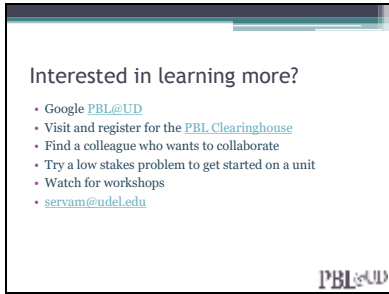 Interested in learning more?
• Google PBL@UD
• Visit and register for the PBL Clearinghouse
• Find a colleague who wants to collaborate
• Try a low stakes problem to get started on a unit
• Watch for workshops
• servam@udel.edu
PBL@UD